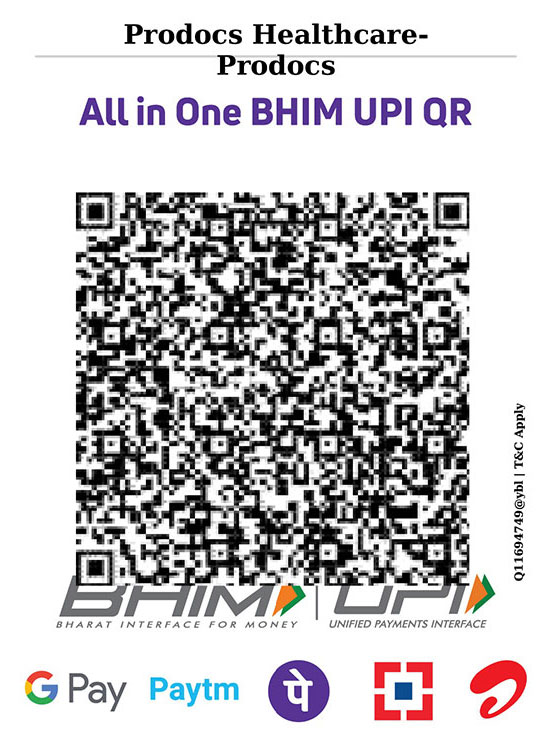 Prodocs Healthcare-
Prodocs
All in One BHIM UPI QR
Q11694749@ybl | T&C Apply
BHIM UPI
BHARAT INTERFACE FOR MONEY UNIFIED PAYMENTS INTERFACE
G Pay Paytm पे